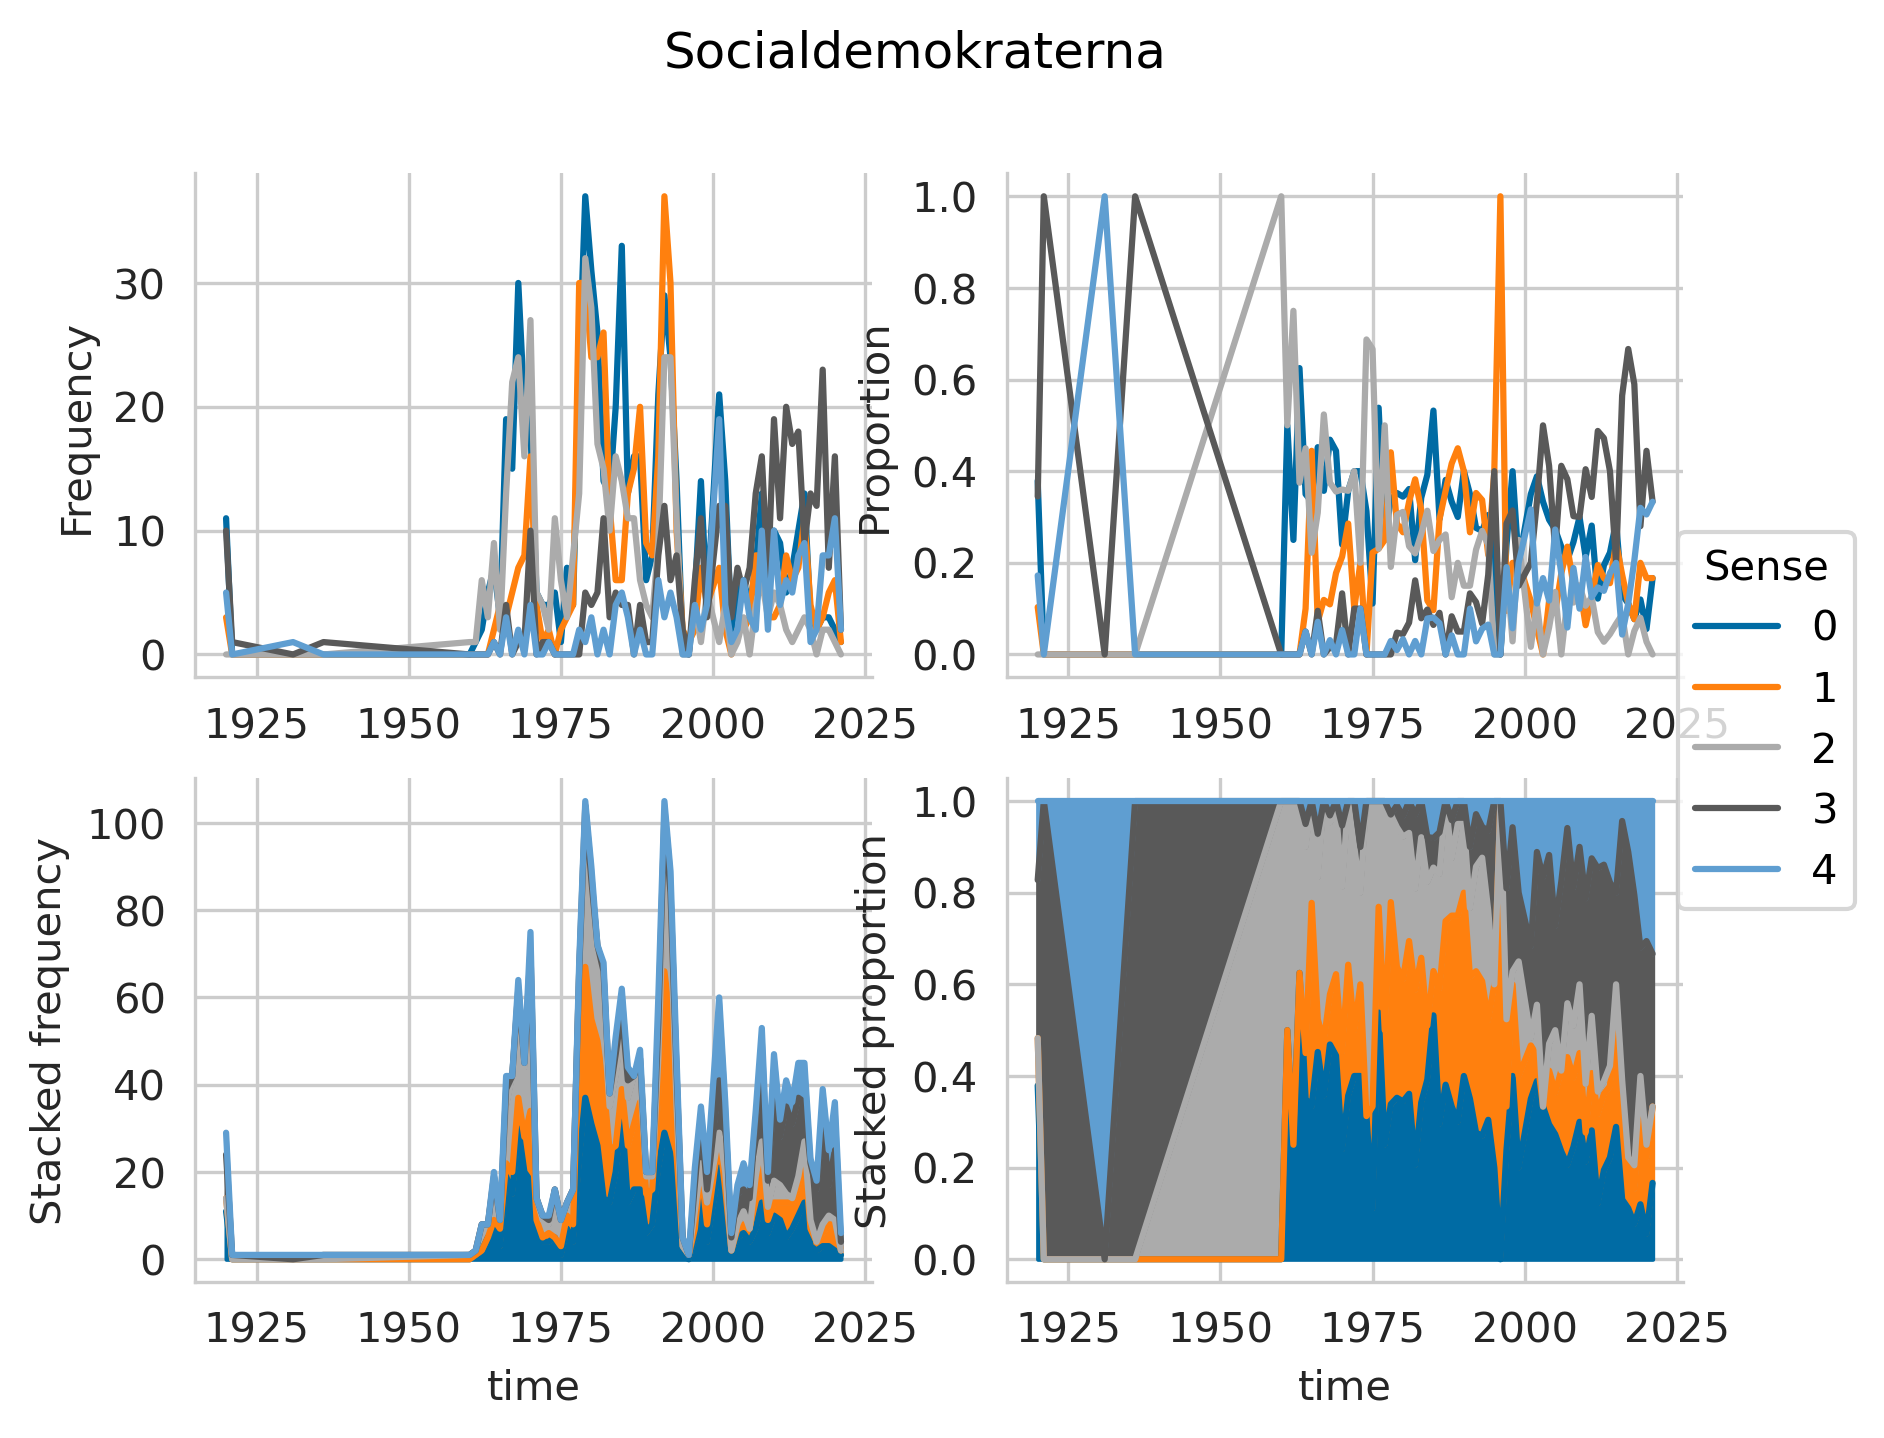 Socialdemokraterna
Frequency
30
20
10
0
1925 1950 1975 2000 2025
Proportion
1.0
0.8
0.6
0.4
0.2
0.0
1925 1950 1975 2000 2025
Sense
0
1
2
3
4
Stacked frequency
100
80
60
40
20
0
1925 1950 1975 2000 2025
time
Stacked proportion
1.0
0.8
0.6
0.4
0.2
0.0
1925 1950 1975 2000 2025
time